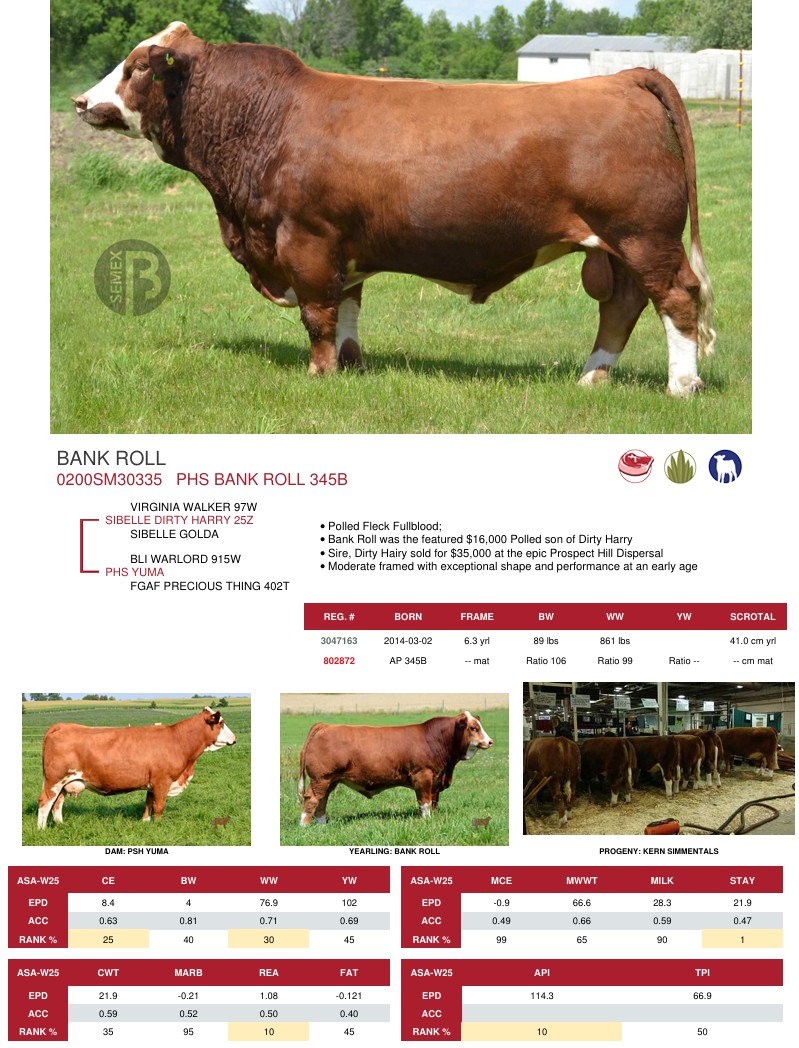 SEMEX B
BANK ROLL
0200SM30335 PHS BANK ROLL 345B
VIRGINIA WALKER 97W
SIBELLE DIRTY HARRY 25Z
SIBELLE GOLDA
BLI WARLORD 915W
PHS YUMA
FGAF PRECIOUS THING 402T
• Polled Fleck Fullblood;
• Bank Roll was the featured $16,000 Polled son of Dirty Harry
• Sire, Dirty Hairy sold for $35,000 at the epic Prospect Hill Dispersal
• Moderate framed with exceptional shape and performance at an early age
REG. # BORN FRAME BW WW YW SCROTAL
3047163 2014-03-02 6.3 yrl 89 lbs 861 lbs 41.0 cm yrl
802872 AP 345B -- mat Ratio 106 Ratio 99 Ratio -- -- cm mat
DAM: PSH YUMA
YEARLING: BANK ROLL
PROGENY: KERN SIMMENTALS
ASA-W25 CE BW WW YW
EPD 8.4 4 76.9 102
ACC 0.63 0.81 0.71 0.69
RANK % 25 40 30 45
ASA-W25 MCE MWWT MILK STAY
EPD -0.9 66.6 28.3 21.9
ACC 0.49 0.66 0.59 0.47
RANK % 99 65 90 1
ASA-W25 CWT MARB REA FAT
EPD 21.9 -0.21 1.08 -0.121
ACC 0.59 0.52 0.50 0.40
RANK % 35 95 10 45
ASA-W25 API TPI
EPD 114.3 66.9
ACC
RANK % 10 50